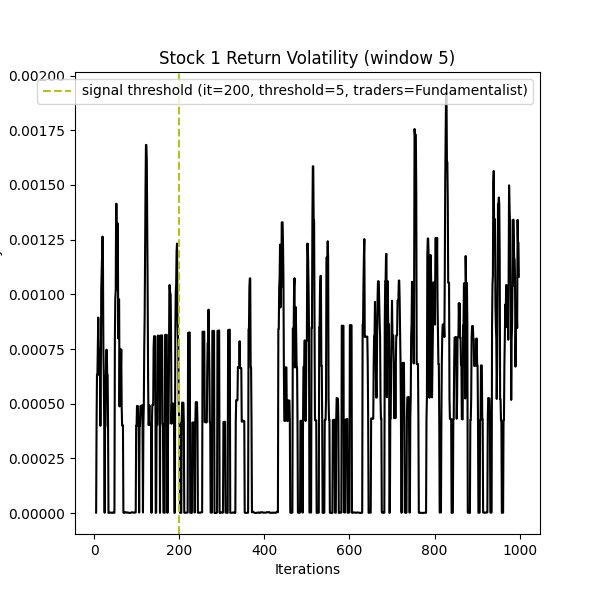 Stock 1 Return Volatility (window 5)
signal threshold (it=200, threshold=5, traders=Fundamentalist)
0.00200
0.00175
0.00150
0.00125
0.00100
0.00075
0.00050
0.00025
0.00000
0 200 400 600 800 1000
Iterations